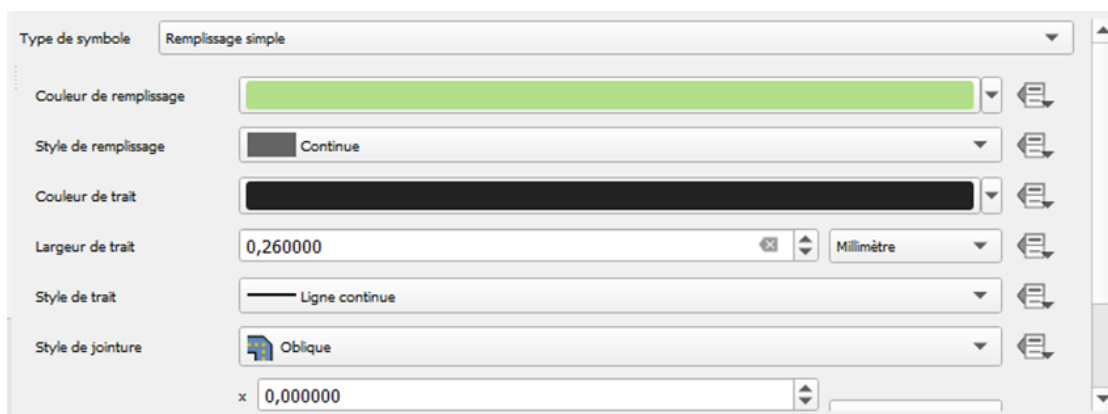 Type de symbole Remplissage simple
Couleur de remplissage
Style de remplissage Continue
Couleur de trait
Largeur de trait 0,260000 Millimètre
Style de trait Ligne continue
Style de jointure Oblique
x 0,000000